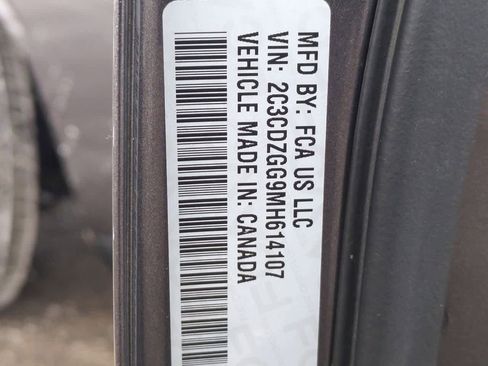 MFD BY: FCA US LLC
VIN: 2C3CDZGG9MH614107
VEHICLE MADE IN: CANADA